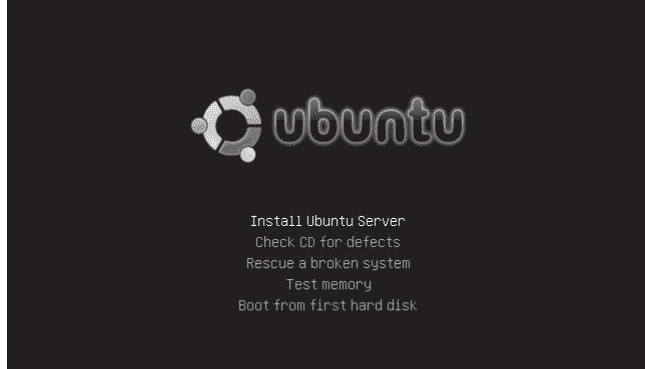 ubuntu
Install Ubuntu Server
Check CD for defects
Rescue a broken system
Test memory
Boot from first hard disk